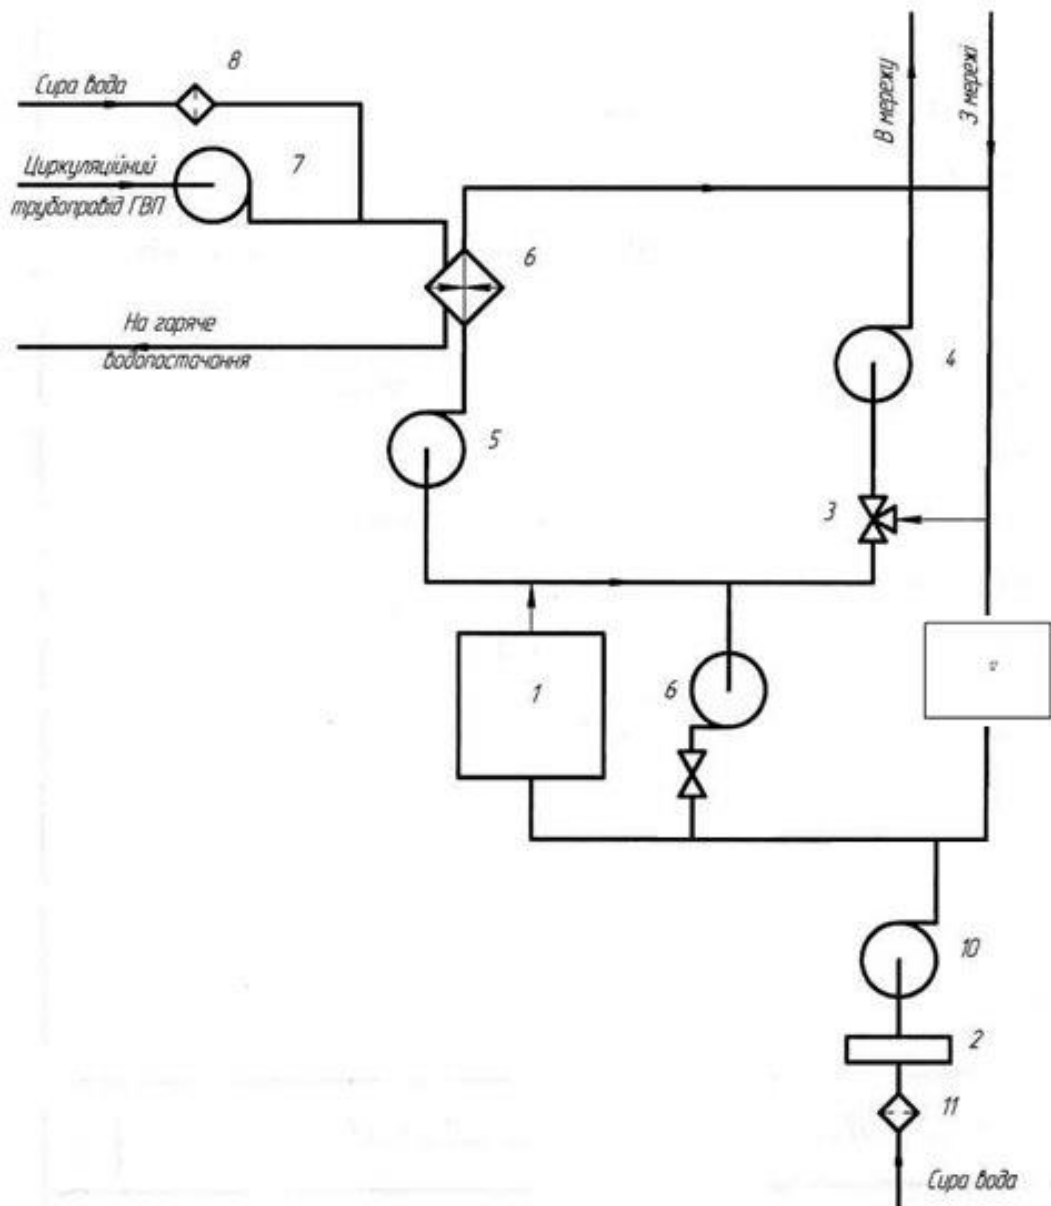 8
Сира вода
Циркуляційний
трубопровід ГВП
7
6
На гаряче
водопостачання
В мережу
З мережі
4
5
3
1
6
10
2
11
Сира вода